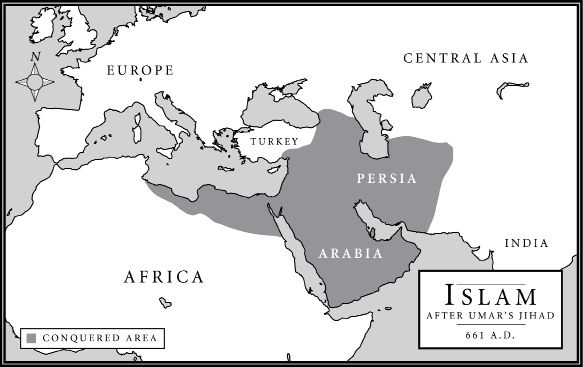 N
EUROPE
CENTRAL ASIA
TURKEY
PERSIA
ARABIA
INDIA
AFRICA
ISLAM
AFTER UMAR'S JIHAD
661 A.D.
CONQUERED AREA